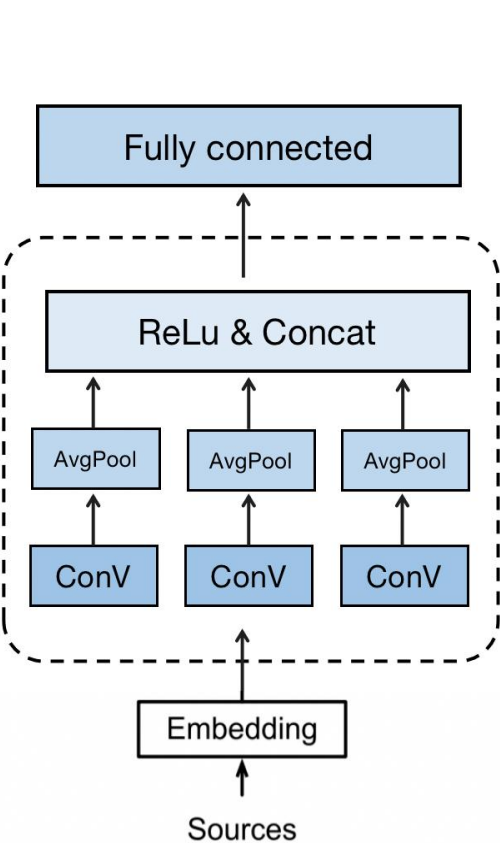 Fully connected
ReLu & Concat
AvgPool AvgPool AvgPool
ConV ConV ConV
Embedding
Sources